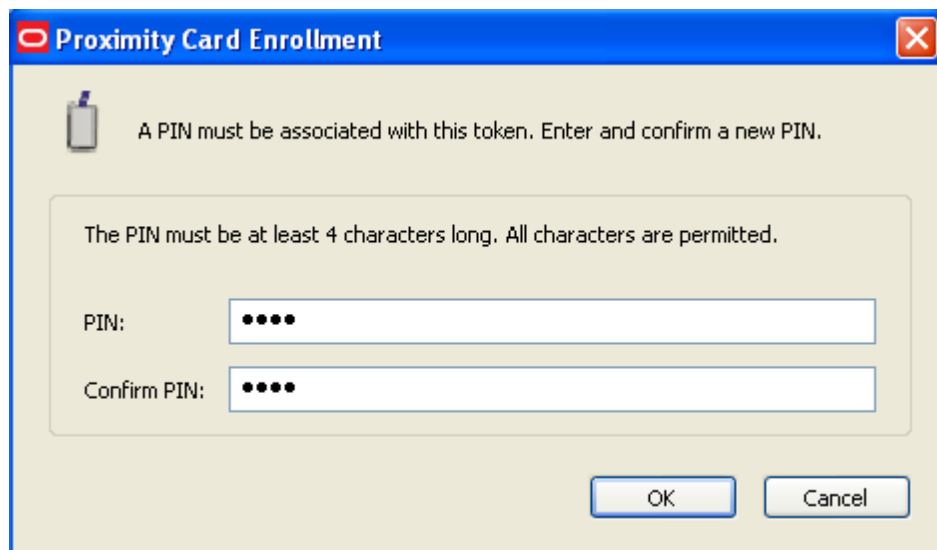 Proximity Card Enrollment
A PIN must be associated with this token. Enter and confirm a new PIN.
The PIN must be at least 4 characters long. All characters are permitted.
PIN: ••••
Confirm PIN: ••••
OK Cancel